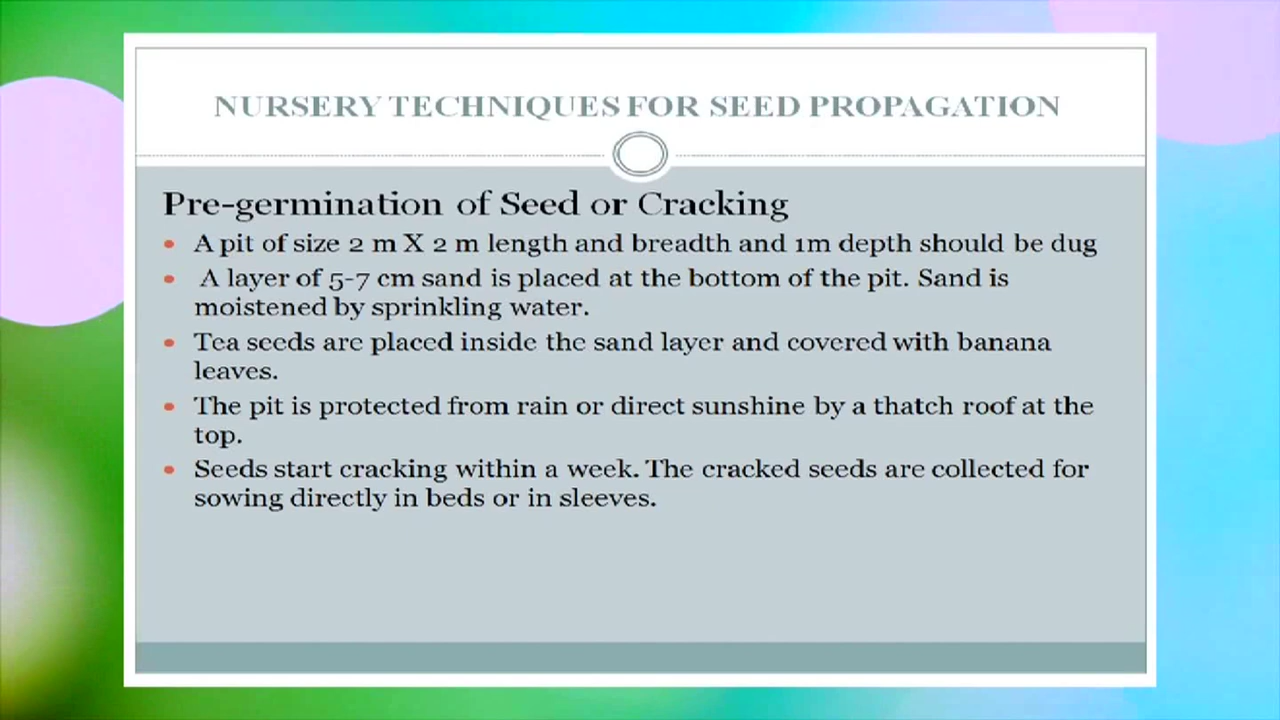 NURSERY TECHNIQUES FOR SEED PROPAGATION
Pre-germination of Seed or Cracking
• A pit of size 2 m X 2 m length and breadth and 1m depth should be dug
• A layer of 5-7 cm sand is placed at the bottom of the pit. Sand is
moistened by sprinkling water.
• Tea seeds are placed inside the sand layer and covered with banana
leaves.
• The pit is protected from rain or direct sunshine by a thatch roof at the
top.
• Seeds start cracking within a week. The cracked seeds are collected for
sowing directly in beds or in sleeves.